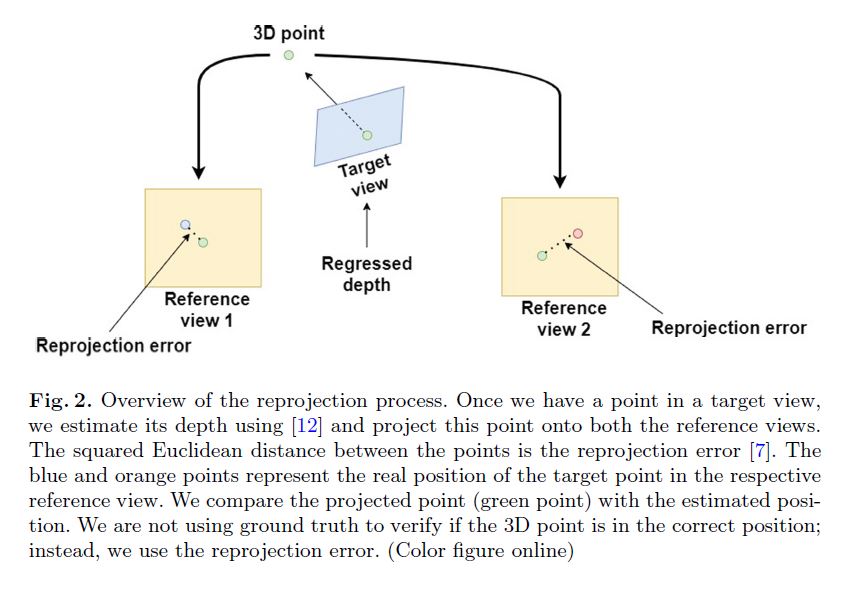 3D point
Target
view
Regressed
depth
Reference
view 1
Reprojection error
Reference
view 2
Reprojection error
Fig. 2. Overview of the reprojection process. Once we have a point in a target view,
we estimate its depth using [12] and project this point onto both the reference views.
The squared Euclidean distance between the points is the reprojection error [7]. The
blue and orange points represent the real position of the target point in the respective
reference view. We compare the projected point (green point) with the estimated posi-
tion. We are not using ground truth to verify if the 3D point is in the correct position;
instead, we use the reprojection error. (Color figure online)